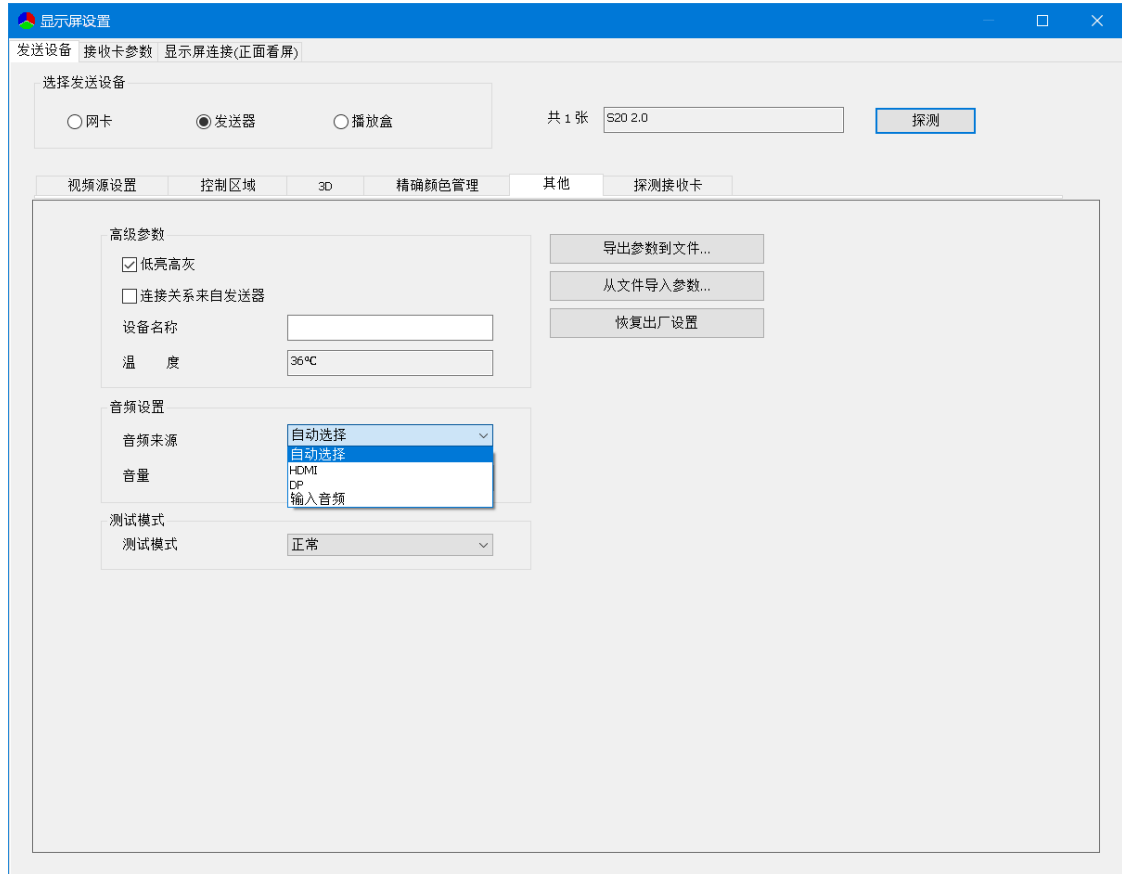 显示屏设置
发送设备 接收卡参数 显示屏连接(正面看屏)
选择发送设备
网卡 发送器 播放盒 共 1 张 S20 2.0 探测
视频源设置 控制区域 3D 精确颜色管理 其他 探测接收卡
高级参数
低亮高灰
连接关系来自发送器
设备名称
温 度 36℃
导出参数到文件...
从文件导入参数...
恢复出厂设置
音频设置
音频来源 自动选择
自动选择
HDMI
DP
输入音频
音量
测试模式
测试模式 正常